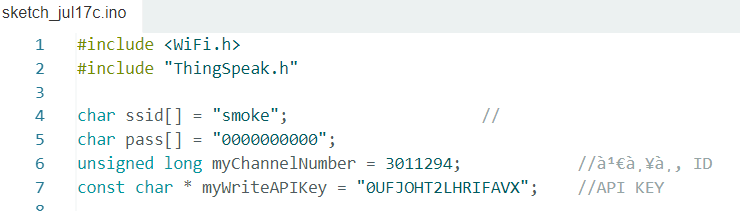 sketch_jul17c.ino
1 #include <WiFi.h>
2 #include "ThingSpeak.h"
3
4 char ssid[] = "smoke"; //
5 char pass[] = "0000000000";
6 unsigned long myChannelNumber = 3011294; //à¹€à¸¥à¸‚ ID
7 const char * myWriteAPIKey = "0UFJOHT2LHRIFAVX"; //API KEY
8